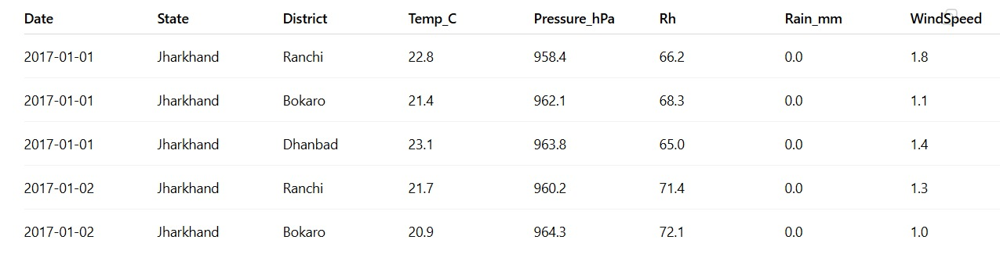 Date State District Temp_C Pressure_hPa Rh Rain_mm WindSpeed
2017-01-01 Jharkhand Ranchi 22.8 958.4 66.2 0.0 1.8
2017-01-01 Jharkhand Bokaro 21.4 962.1 68.3 0.0 1.1
2017-01-01 Jharkhand Dhanbad 23.1 963.8 65.0 0.0 1.4
2017-01-02 Jharkhand Ranchi 21.7 960.2 71.4 0.0 1.3
2017-01-02 Jharkhand Bokaro 20.9 964.3 72.1 0.0 1.0